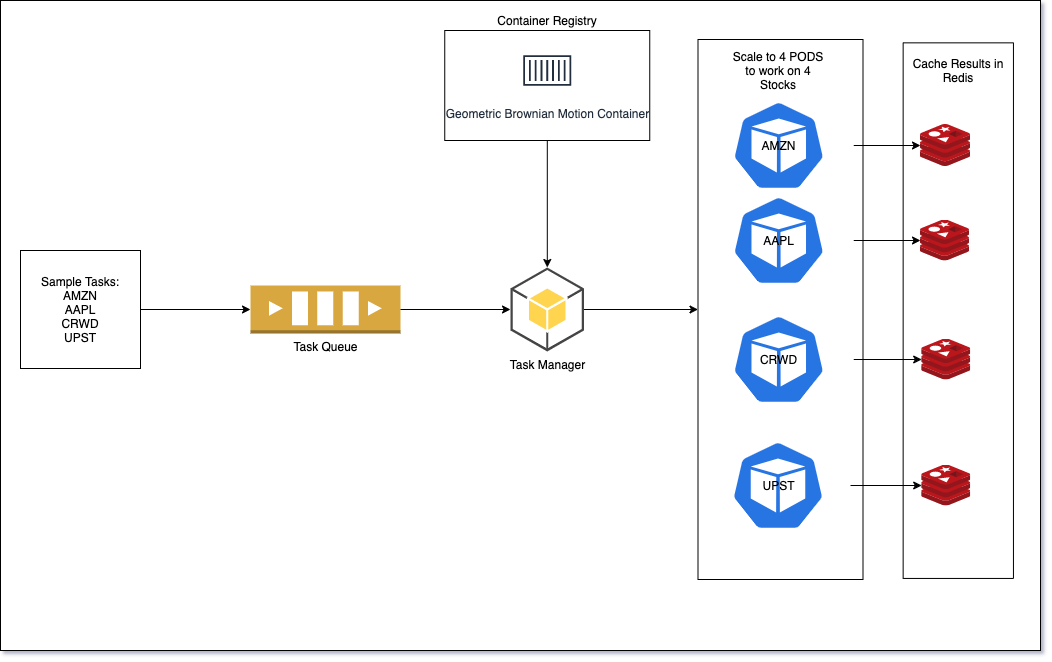 Container Registry
Geometric Brownian Motion Container
Scale to 4 PODS
to work on 4
Stocks
Cache Results in
Redis
AMZN
AAPL
CRWD
UPST
Sample Tasks:
AMZN
AAPL
CRWD
UPST
Task Queue
Task Manager